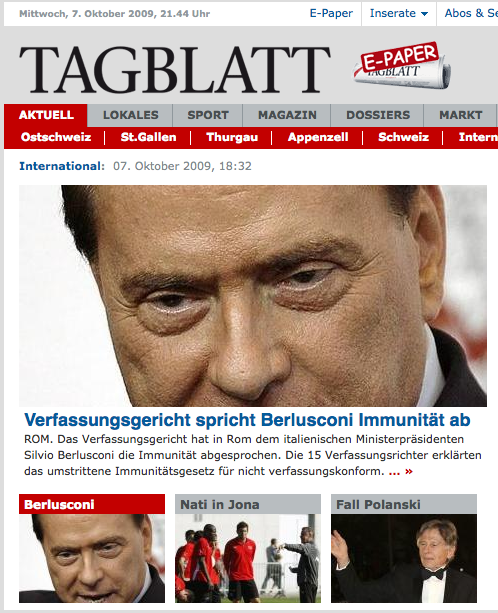 Mittwoch, 7. Oktober 2009, 21.44 Uhr
E-Paper Inserate Abos & Se
TAGBLATT
E-PAPER
TAGBLATT
AKTUELL LOKALES SPORT MAGAZIN DOSSIERS MARKT
Ostschweiz St.Gallen Thurgau Appenzell Schweiz Intern
International: 07. Oktober 2009, 18:32
Verfassungsgericht spricht Berlusconi Immunität ab
ROM. Das Verfassungsgericht hat in Rom dem italienischen Ministerpräsidenten
Silvio Berlusconi die Immunität abgesprochen. Die 15 Verfassungsrichter erklärten
das umstrittene Immunitätsgesetz für nicht verfassungskonform. ... »
Berlusconi Nati in Jona Fall Polanski